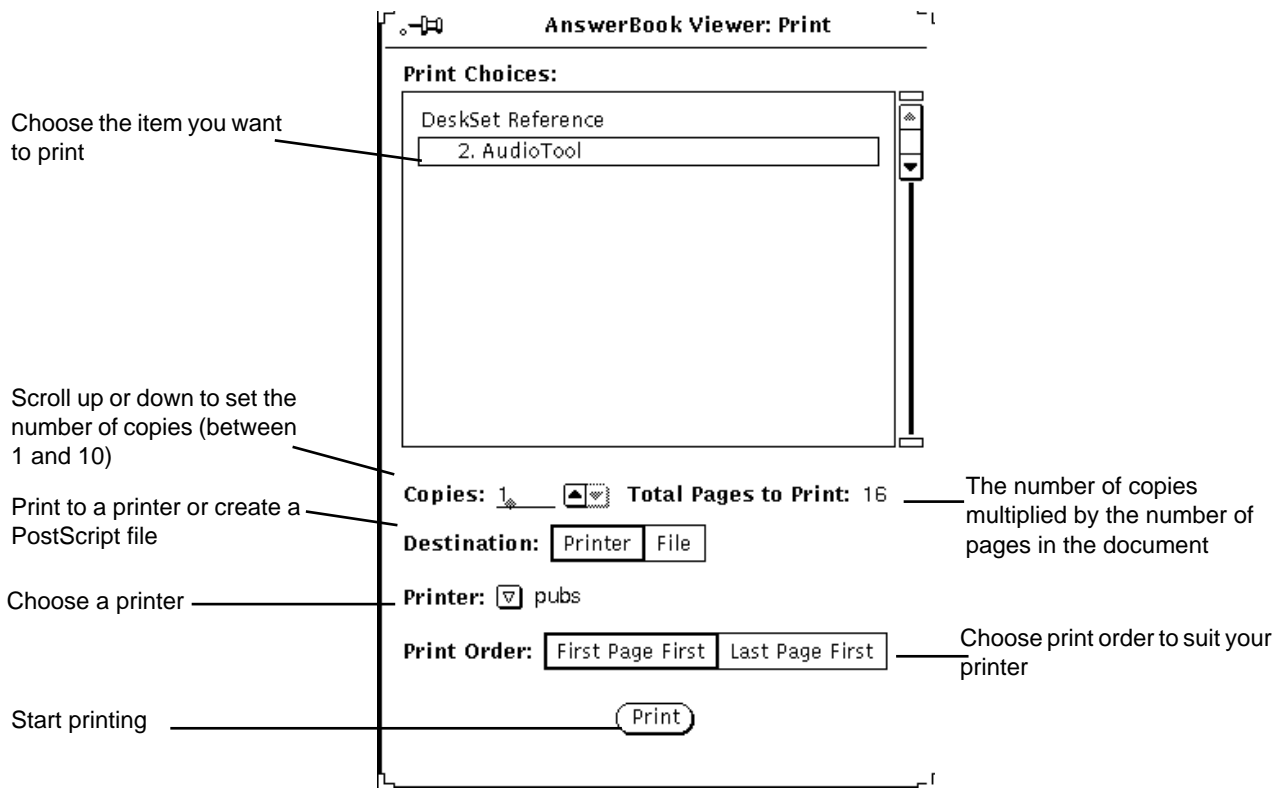 AnswerBook Viewer: Print
Print Choices:
DeskSet Reference
2. AudioTool
Choose the item you want
to print
Scroll up or down to set the
number of copies (between
1 and 10)
Copies: 1 Total Pages to Print: 16
The number of copies
multiplied by the number of
pages in the document
Print to a printer or create a
PostScript file
Destination: Printer File
Choose a printer
Printer: pubs
Print Order: First Page First Last Page First
Choose print order to suit your
printer
Start printing
Print